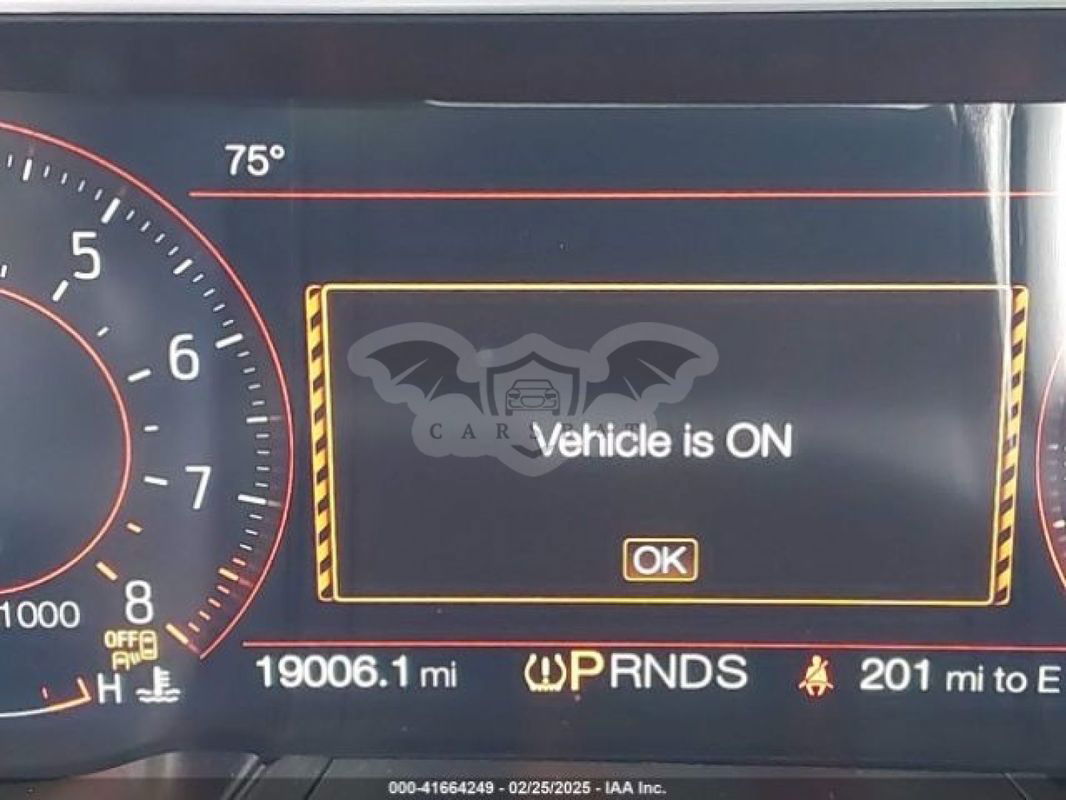 75°
5
6
7
8
1000
OFF
CARSBAT
Vehicle is ON
OK
H
19006.1 mi
PRNDS
201 mi to E
000-41664249 - 02/25/2025 - IAA Inc.